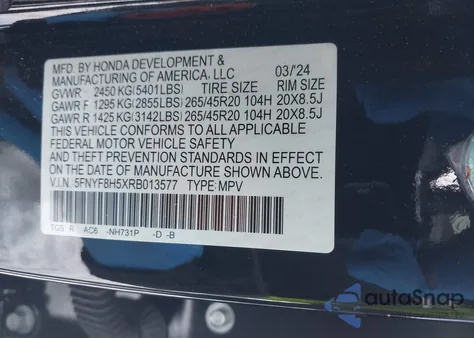 MFD. BY HONDA DEVELOPMENT & 03/'24
MANUFACTURING OF AMERICA, LLC
GVWR 2450 KG(5401LBS) TIRE SIZE RIM SIZE
GAWR F 1295 KG(2855LBS) 265/45R20 104H 20X8.5J
GAWR R 1425 KG(3142LBS) 265/45R20 104H 20X8.5J
THIS VEHICLE CONFORMS TO ALL APPLICABLE
FEDERAL MOTOR VEHICLE SAFETY
AND THEFT PREVENTION STANDARDS IN EFFECT ON
THE DATE OF MANUFACTURE SHOWN ABOVE.
V.I.N. 5FNYF8H5XRB013577 TYPE: MPV
TGS R AC6 -NH731P -D -B
autoSnap